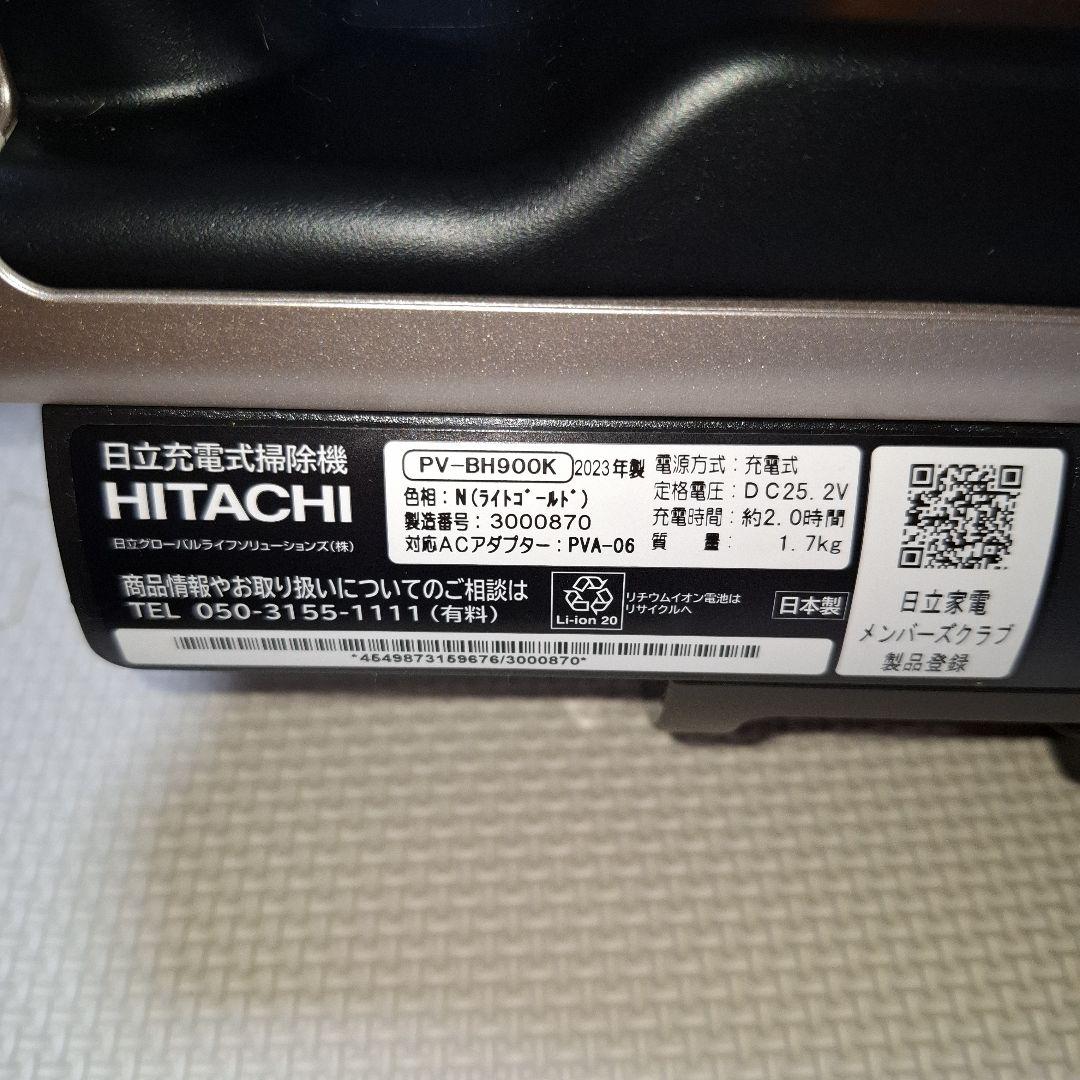 日立充電式掃除機
HITACHI
日立グローバルライフソリューションズ(株)
PV-BH900K 2023年製
色相:N(ライトゴールド)
製造番号:3000870
対応ACアダプター:PVA-06
電源方式:充電式
定格電圧:DC25.2V
充電時間:約2.0時間
質 量: 1.7kg
商品情報やお取り扱いについてのご相談は
TEL 050-3155-1111(有料)
Li-ion 20
リチウムイオン電池は
リサイクルへ
日本製
*4549873159676/3000870*
日立家電
メンバーズクラブ
製品登録